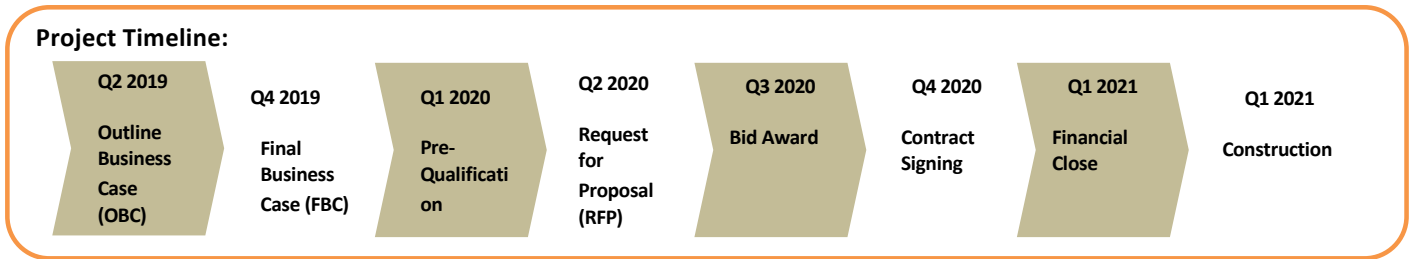 Project Timeline:
Q2 2019
Outline
Business
Case
(OBC)
Q4 2019
Final
Business
Case (FBC)
Q1 2020
Pre-
Qualificati
on
Q2 2020
Request
for
Proposal
(RFP)
Q3 2020
Bid Award
Q4 2020
Contract
Signing
Q1 2021
Financial
Close
Q1 2021
Construction